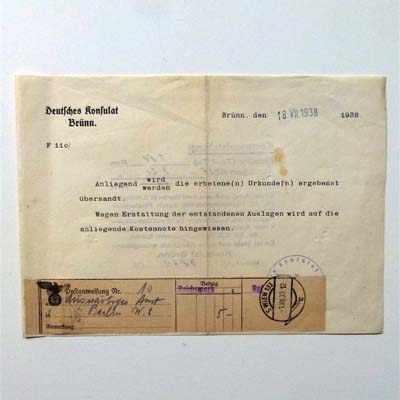 Deutsches Konsulat
Brünn.
Brünn, den 18 VII 1938 1938
F 11c/
Anliegend wird
werden die erbetene(n) Urkunde(n) ergebenst
übersandt.
Wegen Erstattung der entstandenen Auslagen wird auf die
anliegende Kostennote hingewiesen.
Postanweisung Nr. 10
Auswärtiges Amt
Berlin W. 8
Bemerkung:
Betrag
Reichsmark
5-